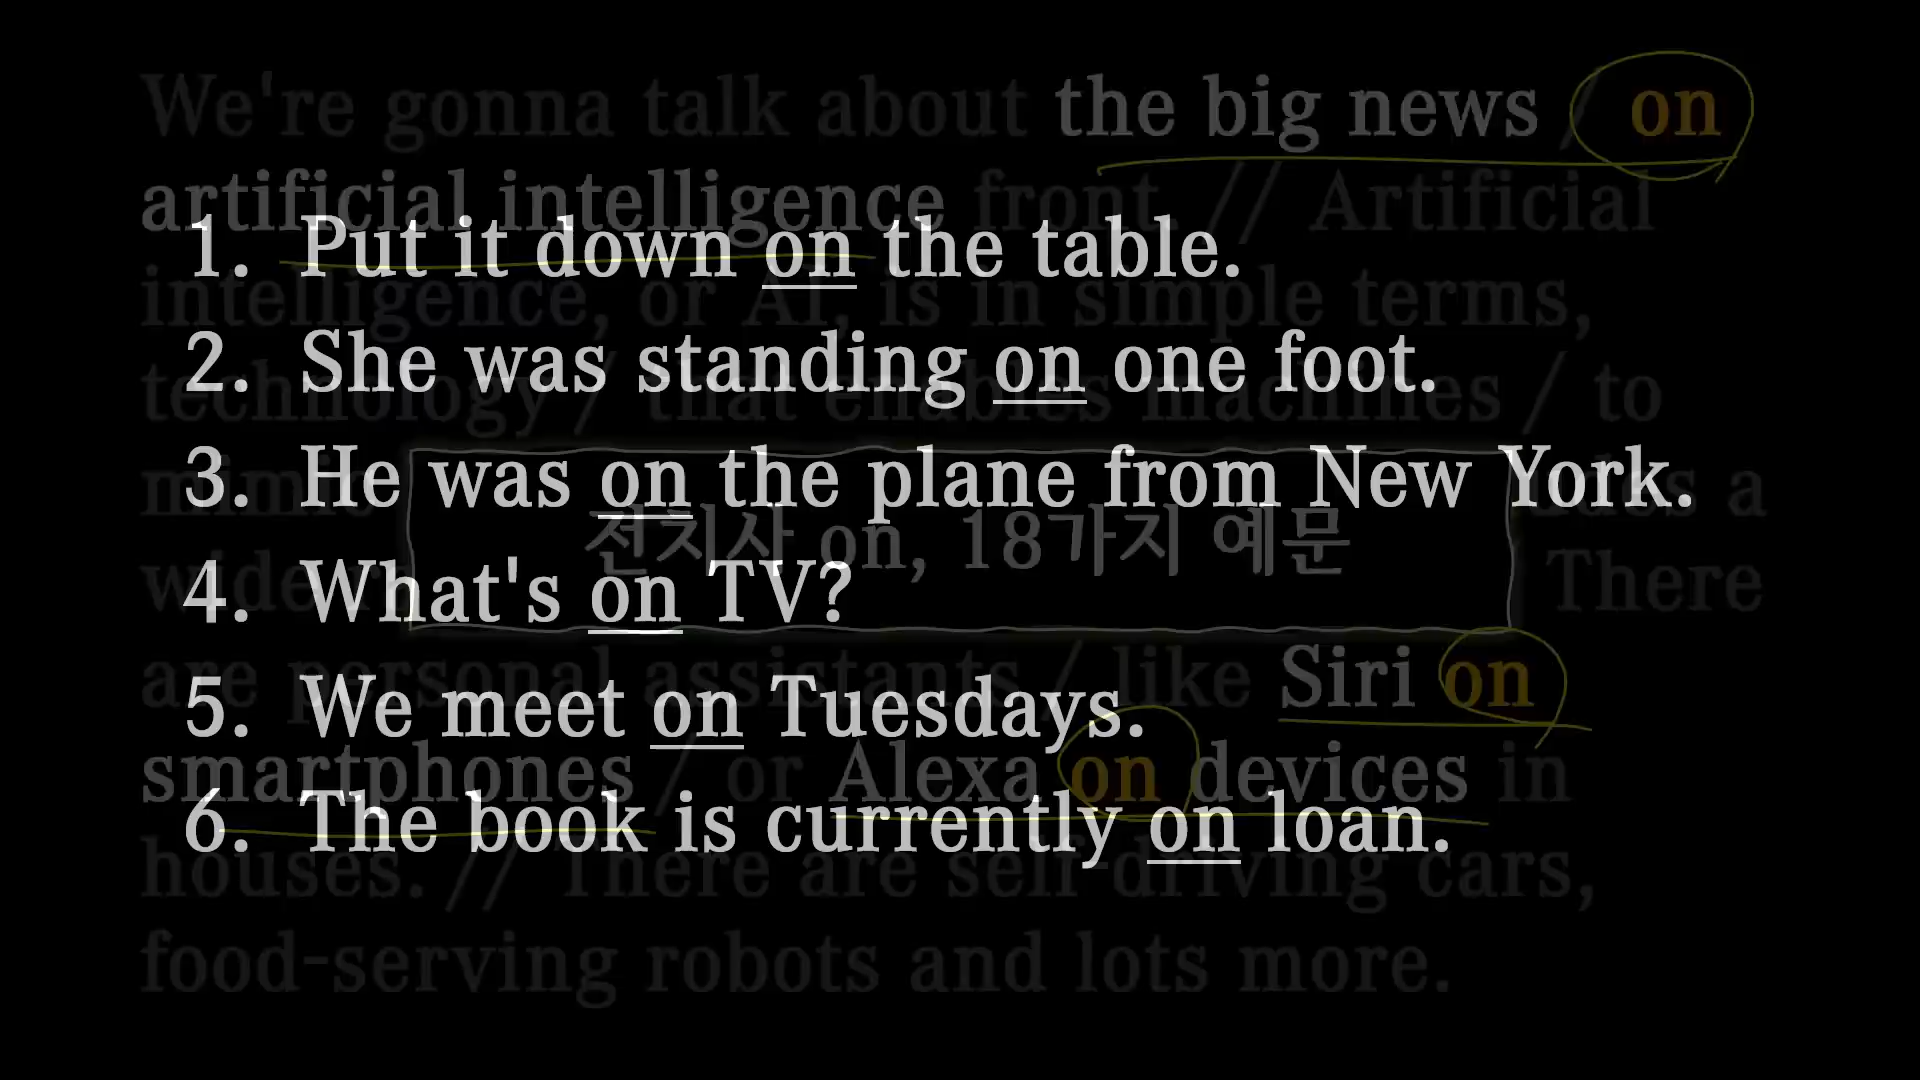 We're gonna talk about the big news / on
artificial intelligence front. // Artificial
1. Put it down on the table.
intelligence, or AI, is in simple terms,
2. She was standing on one foot.
technology / that enables machines / to
3. He was on the plane from New York.
a
전치사 on, 18가지 예문
4. What's on TV?
There
are personal assistants / like Siri on
5. We meet on Tuesdays.
smartphones / or Alexa on devices in
6. The book is currently on loan.
houses. // There are self-driving cars,
food-serving robots and lots more.